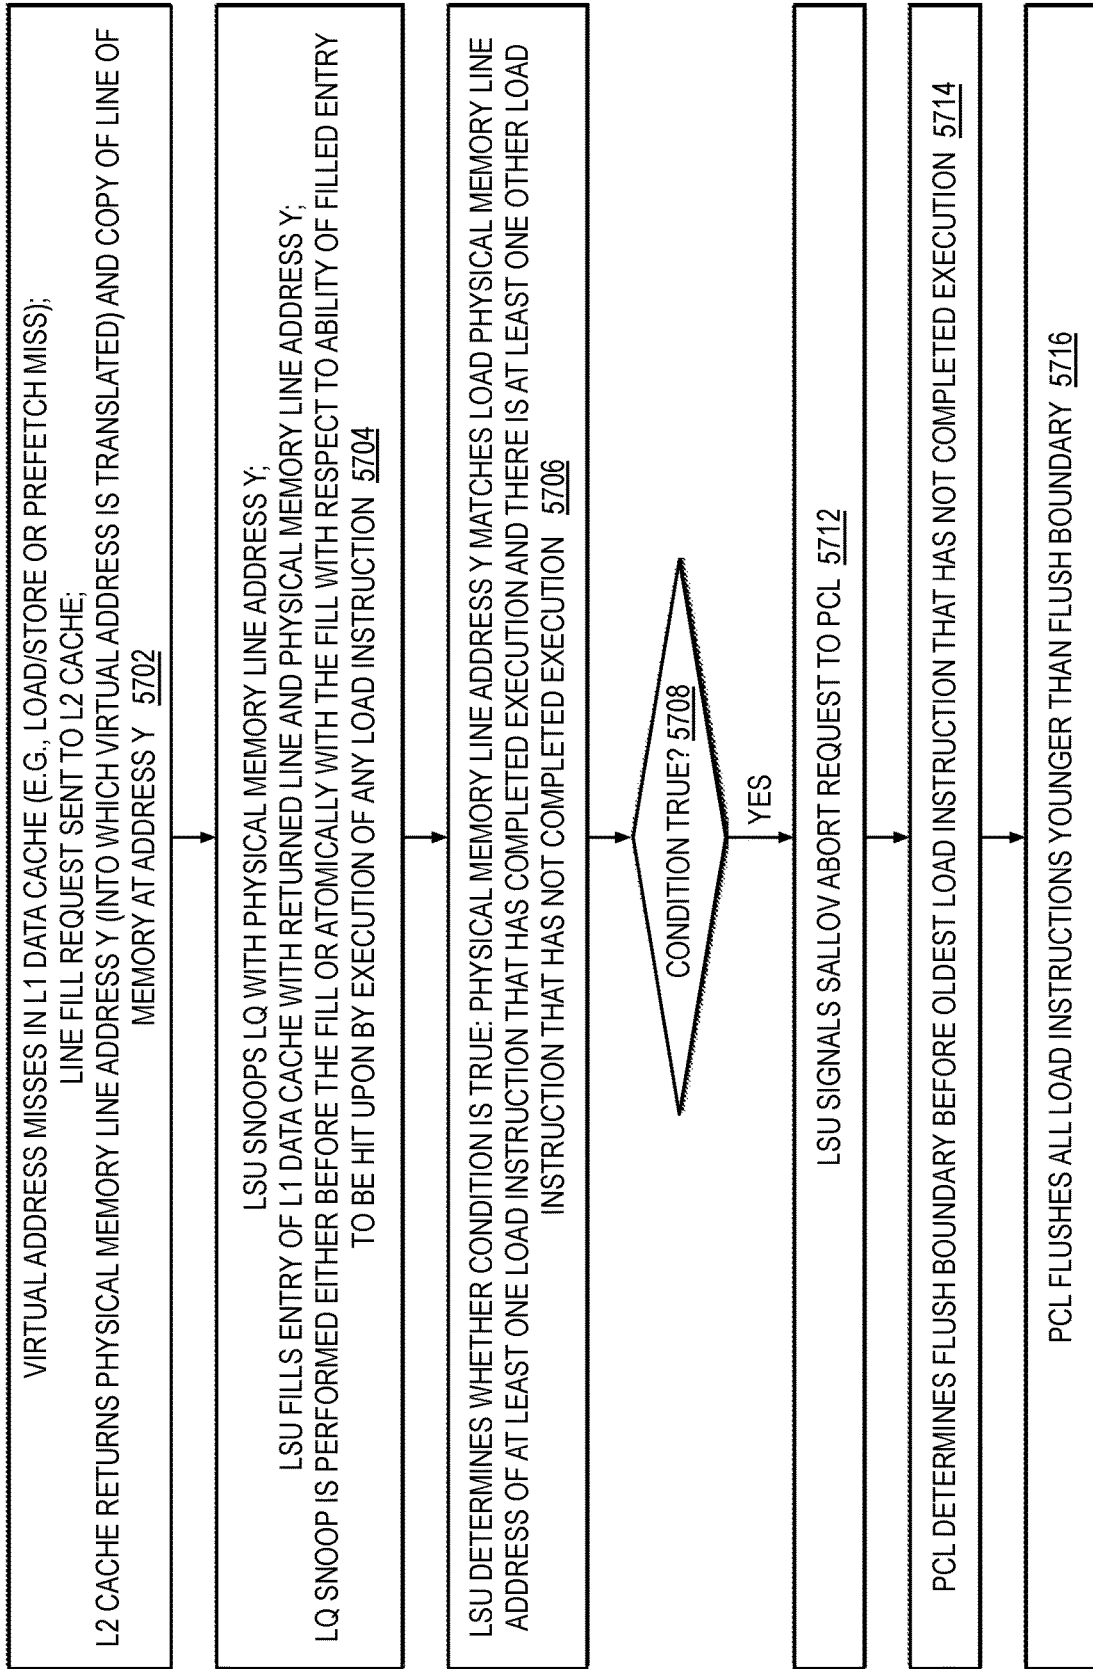 VIRTUAL ADDRESS MISSES IN L1 DATA CACHE (E.G., LOAD/STORE OR PREFETCH MISS);
LINE FILL REQUEST SENT TO L2 CACHE;
L2 CACHE RETURNS PHYSICAL MEMORY LINE ADDRESS Y (INTO WHICH VIRTUAL ADDRESS IS TRANSLATED) AND COPY OF LINE OF
MEMORY AT ADDRESS Y 5702
LSU SNOOPS LQ WITH PHYSICAL MEMORY LINE ADDRESS Y;
LSU FILLS ENTRY OF L1 DATA CACHE WITH RETURNED LINE AND PHYSICAL MEMORY LINE ADDRESS Y;
LQ SNOOP IS PERFORMED EITHER BEFORE THE FILL OR ATOMICALLY WITH THE FILL WITH RESPECT TO ABILITY OF FILLED ENTRY
TO BE HIT UPON BY EXECUTION OF ANY LOAD INSTRUCTION 5704
LSU DETERMINES WHETHER CONDITION IS TRUE: PHYSICAL MEMORY LINE ADDRESS Y MATCHES LOAD PHYSICAL MEMORY LINE
ADDRESS OF AT LEAST ONE LOAD INSTRUCTION THAT HAS COMPLETED EXECUTION AND THERE IS AT LEAST ONE OTHER LOAD
INSTRUCTION THAT HAS NOT COMPLETED EXECUTION 5706
CONDITION TRUE? 5708
YES
LSU SIGNALS SALLOV ABORT REQUEST TO PCL 5712
PCL DETERMINES FLUSH BOUNDARY BEFORE OLDEST LOAD INSTRUCTION THAT HAS NOT COMPLETED EXECUTION 5714
PCL FLUSHES ALL LOAD INSTRUCTIONS YOUNGER THAN FLUSH BOUNDARY 5716